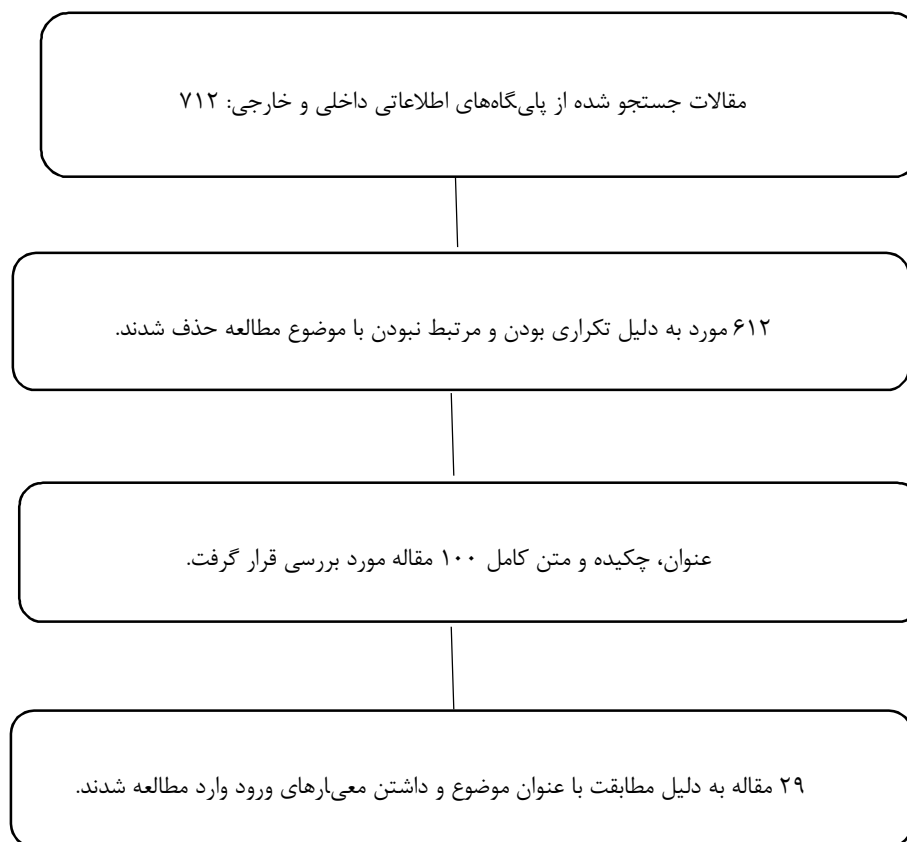 مقالات جستجو شده از پایگاه‌های اطلاعاتی داخلی و خارجی: ۷۱۲
۶۱۲ مورد به دلیل تکراری بودن و مرتبط نبودن با موضوع مطالعه حذف شدند.
عنوان، چکیده و متن کامل ۱۰۰ مقاله مورد بررسی قرار گرفت.
۲۹ مقاله به دلیل مطابقت با عنوان موضوع و داشتن معیارهای ورود وارد مطالعه شدند.